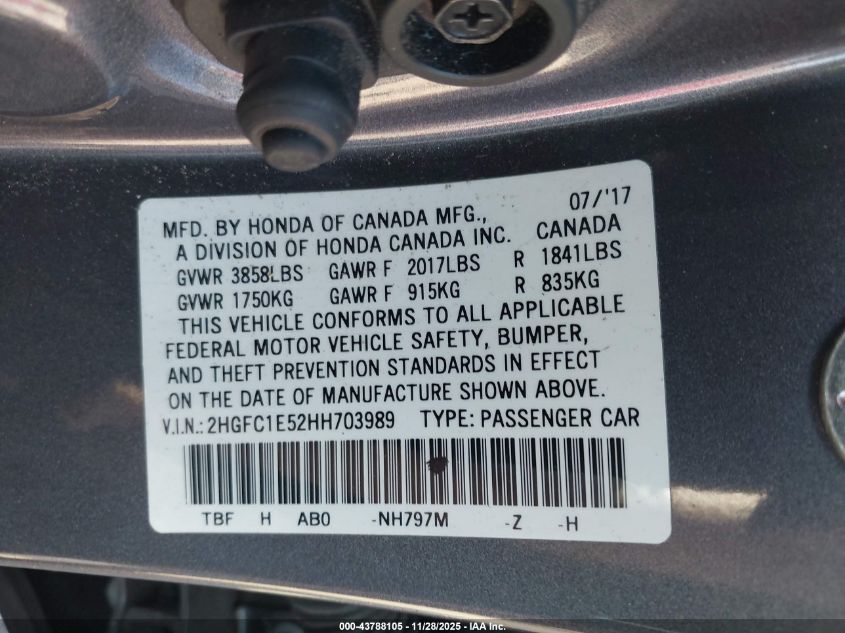 07/'17
MFD. BY HONDA OF CANADA MFG., CANADA
A DIVISION OF HONDA CANADA INC.
GVWR 3858LBS GAWR F 2017LBS R 1841LBS
GVWR 1750KG GAWR F 915KG R 835KG
THIS VEHICLE CONFORMS TO ALL APPLICABLE
FEDERAL MOTOR VEHICLE SAFETY, BUMPER,
AND THEFT PREVENTION STANDARDS IN EFFECT
ON THE DATE OF MANUFACTURE SHOWN ABOVE.
V.I.N.: 2HGFC1E52HH703989 TYPE: PASSENGER CAR
TBF H AB0 -NH797M -Z -H
000-43788105 | 11/28/2025 | IAA Inc.